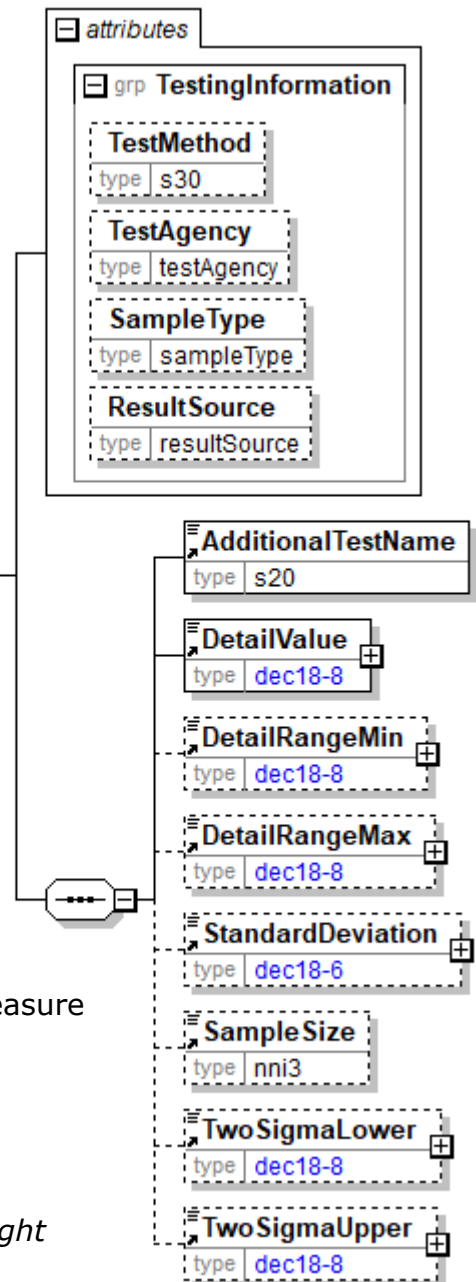 attributes
grp TestingInformation
TestMethod
type s30
TestAgency
type testAgency
SampleType
type sampleType
ResultSource
type resultSource
AdditionalTestName
type s20
DetailValue
type dec18-8
DetailRangeMin
type dec18-8
DetailRangeMax
type dec18-8
StandardDeviation
type dec18-6
easure
SampleSize
type nni3
TwoSigmaLower
type dec18-8
ght
TwoSigmaUpper
type dec18-8